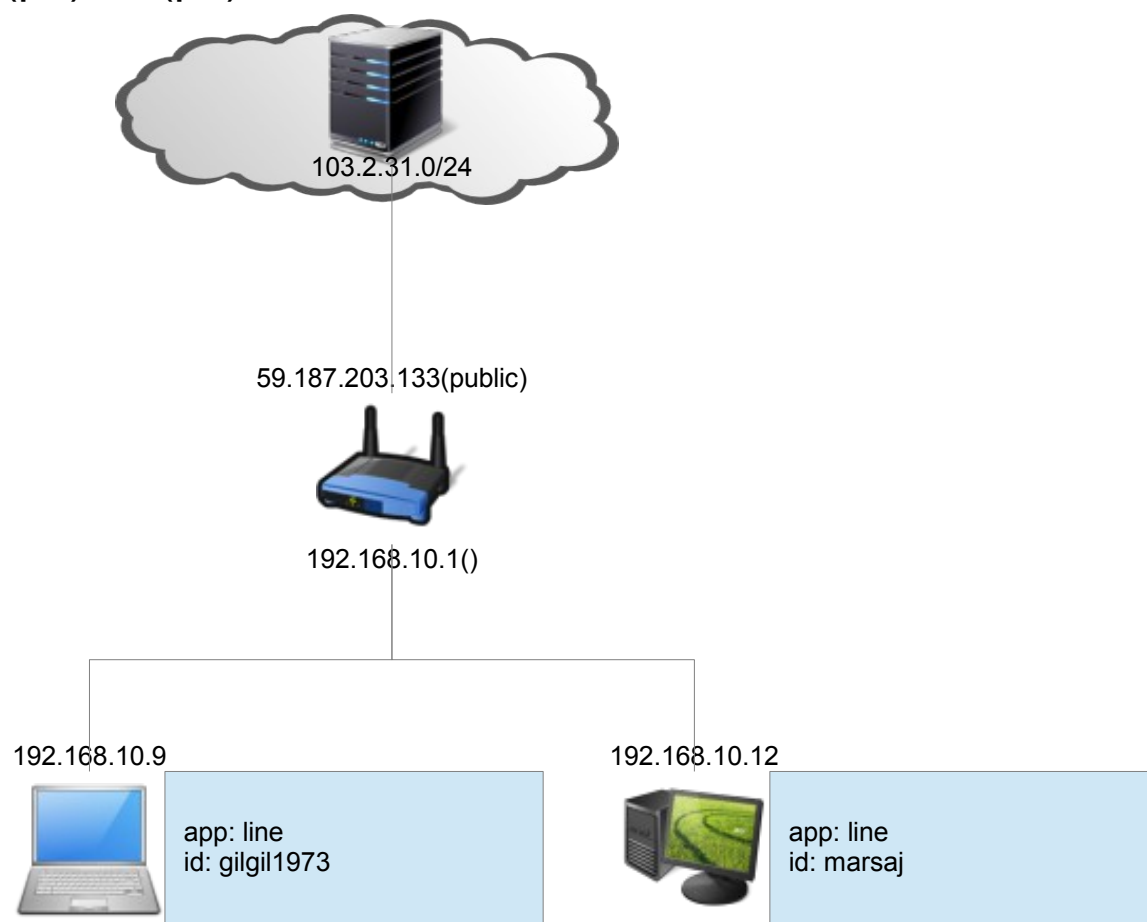 103.2.31.0/24
59.187.203.133(public)
192.168.10.1()
192.168.10.9
192.168.10.12
app: line
id: gilgil1973
app: line
id: marsaj